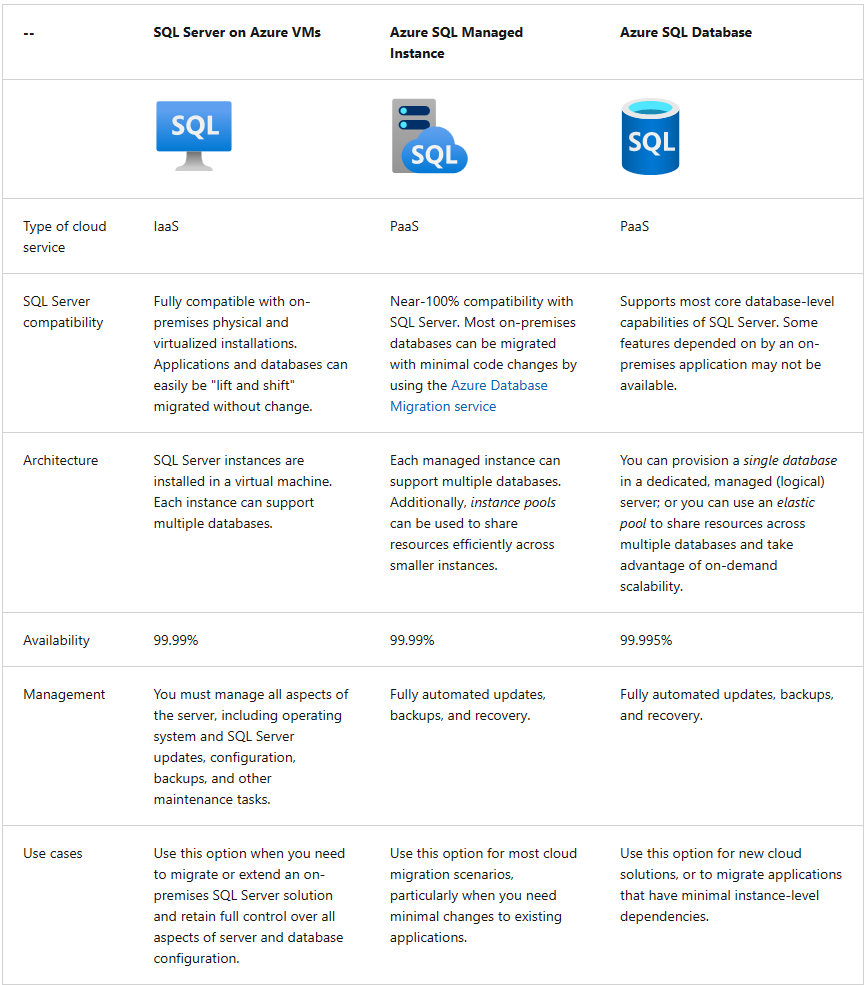 --
SQL Server on Azure VMs
Azure SQL Managed
Instance
Azure SQL Database
SQL
SQL
SQL
Type of cloud
service
IaaS
PaaS
PaaS
SQL Server
compatibility
Fully compatible with on-
premises physical and
virtualized installations.
Applications and databases can
easily be "lift and shift"
migrated without change.
Near-100% compatibility with
SQL Server. Most on-premises
databases can be migrated
with minimal code changes by
using the Azure Database
Migration service
Supports most core database-level
capabilities of SQL Server. Some
features depended on by an on-
premises application may not be
available.
Architecture
SQL Server instances are
installed in a virtual machine.
Each instance can support
multiple databases.
Each managed instance can
support multiple databases.
Additionally, instance pools
can be used to share
resources efficiently across
smaller instances.
You can provision a single database
in a dedicated, managed (logical)
server; or you can use an elastic
pool to share resources across
multiple databases and take
advantage of on-demand
scalability.
Availability
99.99%
99.99%
99.995%
Management
You must manage all aspects of
the server, including operating
system and SQL Server
updates, configuration,
backups, and other
maintenance tasks.
Fully automated updates,
backups, and recovery.
Fully automated updates, backups,
and recovery.
Use cases
Use this option when you need
to migrate or extend an on-
premises SQL Server solution
and retain full control over all
aspects of server and database
configuration.
Use this option for most cloud
migration scenarios,
particularly when you need
minimal changes to existing
applications.
Use this option for new cloud
solutions, or to migrate applications
that have minimal instance-level
dependencies.